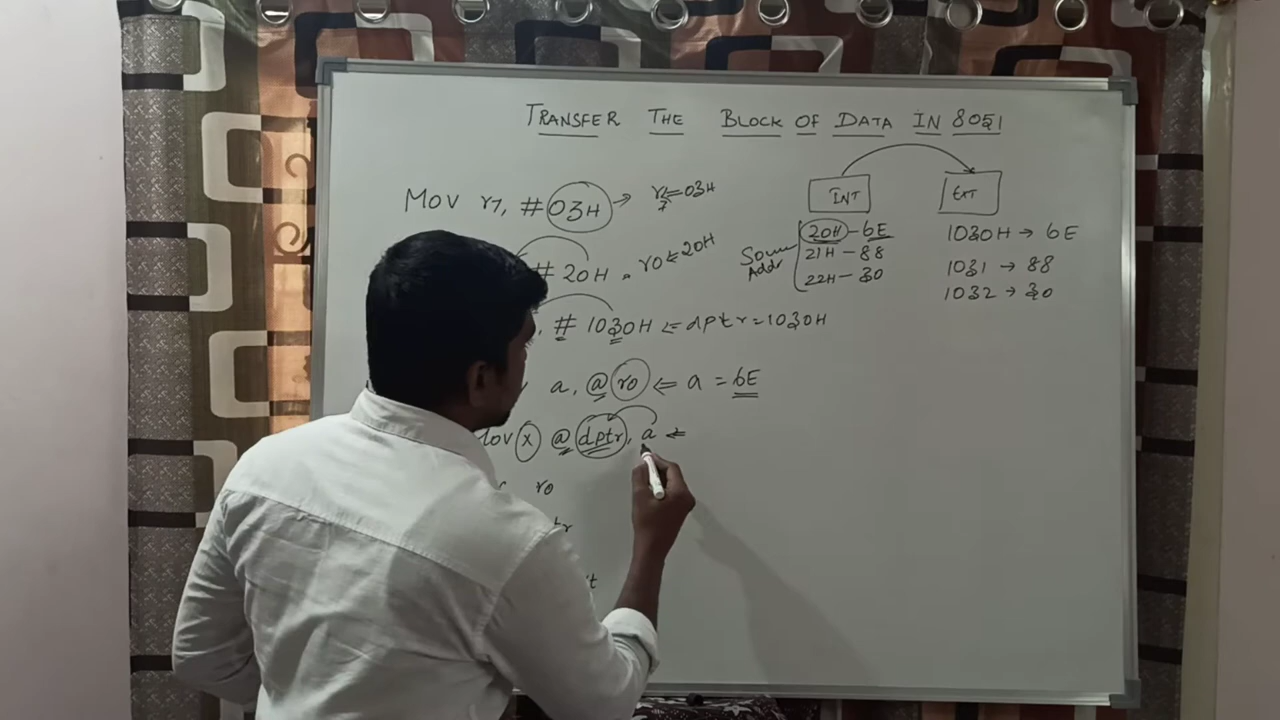 TRANSFER THE BLOCK OF DATA IN 8051
INT Ext
MOV r7, #03H → r7=03H
20H - 6E 1030H → 6E
Addr 21H - 88 1031 → 88
22H - 30 1032 → 30
# 20H = r0 ⇐ 20H
, # 1030H ⇐ dptr = 1030H
a, @ r0 ⇐ a = 6E
x @ dptr, a ⇐
r0